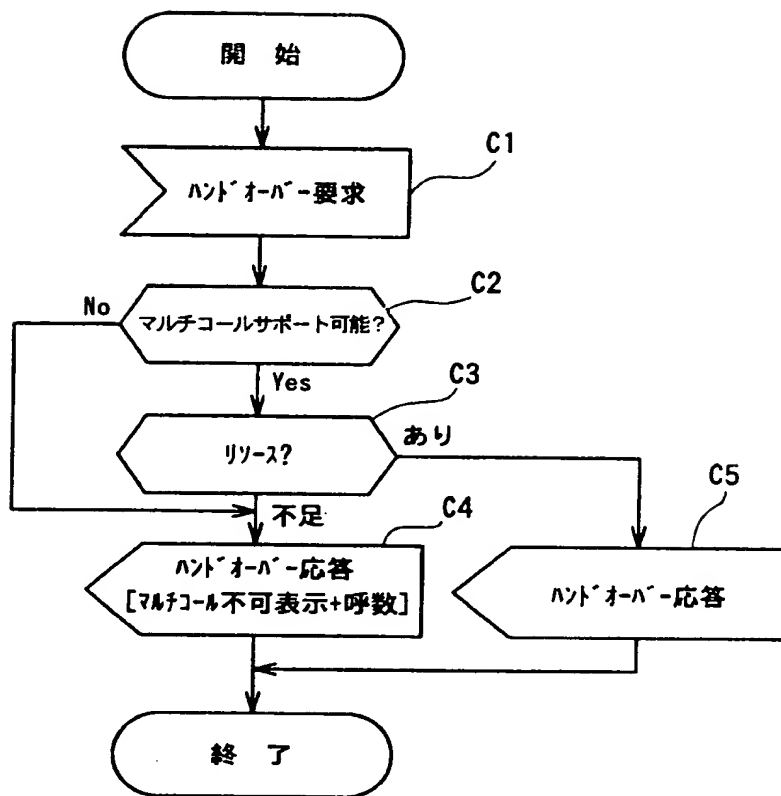 開 始
C1
ﾊﾝﾄﾞｵｰﾊﾞｰ要求
C2
No
マルチコールサポート可能?
Yes
C3
ﾘｿｰｽ?
あり
C5
不足
C4
ﾊﾝﾄﾞｵｰﾊﾞｰ応答
[ﾏﾙﾁｺｰﾙ不可表示+呼数]
ﾊﾝﾄﾞｵｰﾊﾞｰ応答
終 了